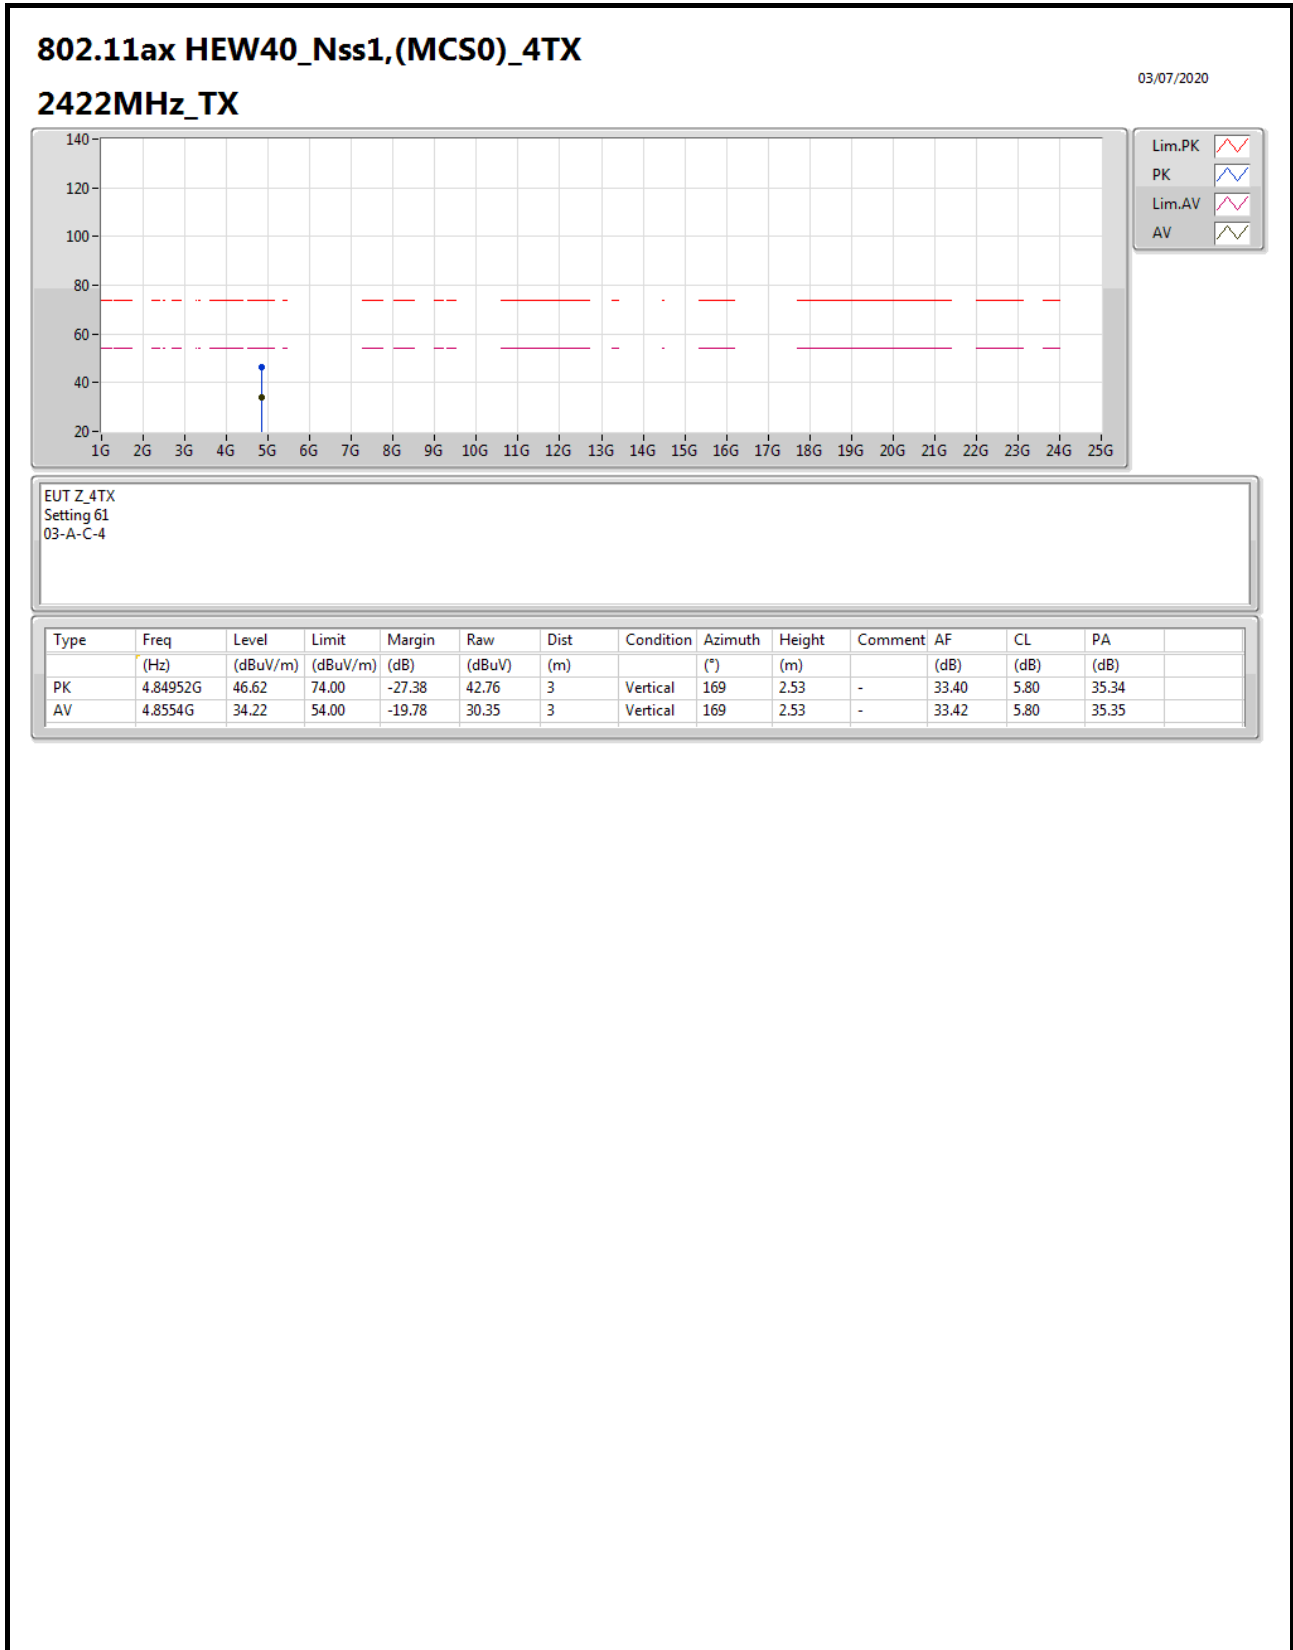 802.11ax HEW40_Nss1,(MCS0)_4TX
03/07/2020
2422MHz_TX
140
120
100
80
60
40
20
1G 2G 3G 4G 5G 6G 7G 8G 9G 10G 11G 12G 13G 14G 15G 16G 17G 18G 19G 20G 21G 22G 23G 24G 25G
Lim.PK
PK
Lim.AV
AV
EUT Z_4TX
Setting 61
03-A-C-4
Type Freq Level Limit Margin Raw Dist Condition Azimuth Height Comment AF CL PA
(Hz) (dBuV/m) (dBuV/m) (dB) (dBuV) (m) (°) (m) (dB) (dB) (dB)
PK 4.84952G 46.62 74.00 -27.38 42.76 3 Vertical 169 2.53 - 33.40 5.80 35.34
AV 4.8554G 34.22 54.00 -19.78 30.35 3 Vertical 169 2.53 - 33.42 5.80 35.35